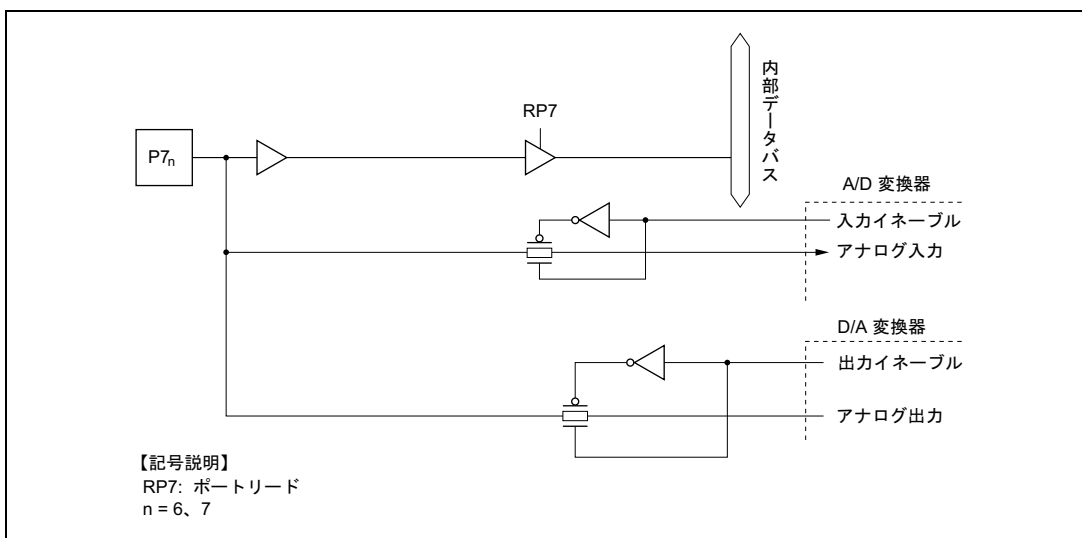 内部データバス
RP7
P7n
A/D 変換器
入力イネーブル
アナログ入力
D/A 変換器
出力イネーブル
アナログ出力
【記号説明】
RP7: ポートリード
n = 6、7